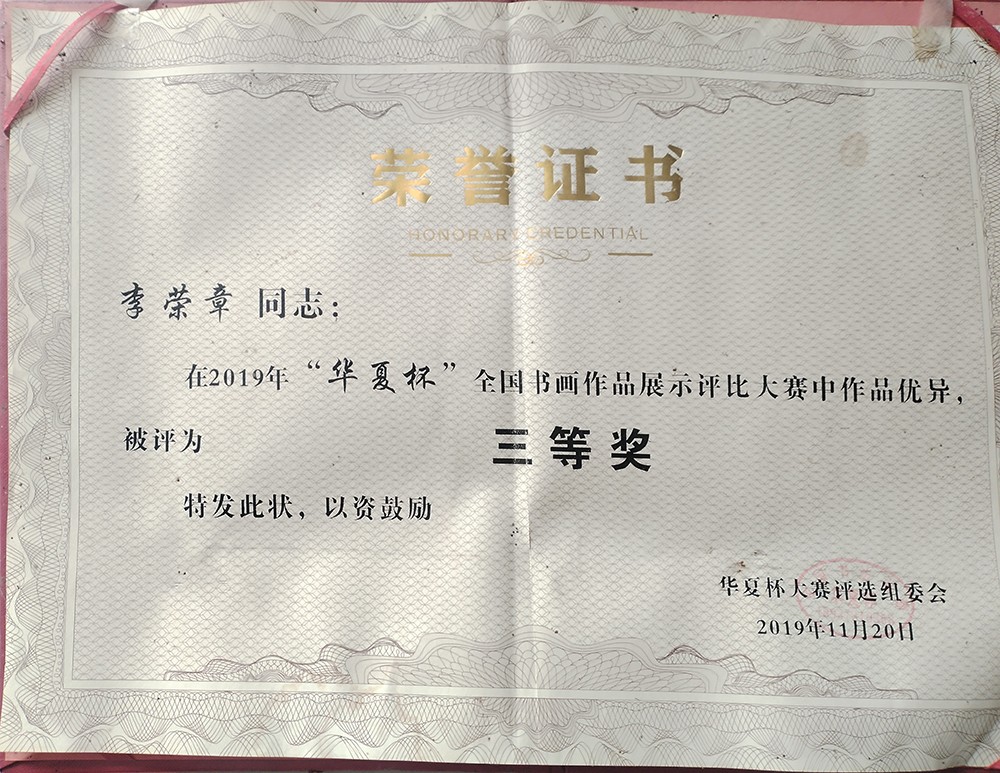 荣誉证书
HONORARY CREDENTIAL
李荣章 同志：
在2019年“华夏杯”全国书画作品展示评比大赛中作品优异，
被评为 三等奖
特发此状，以资鼓励
华夏杯大赛评选组委会
2019年11月20日